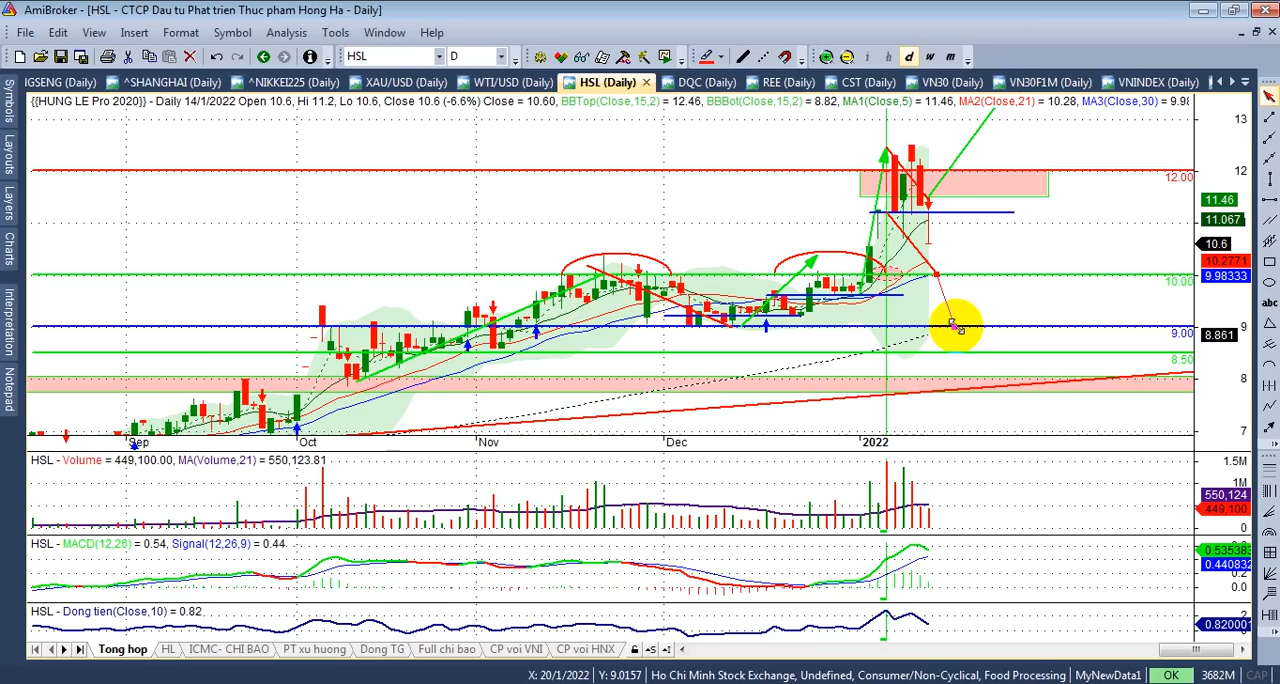 AmiBroker - [HSL - CTCP Dau tu Phat trien Thuc pham Hong Ha - Daily]
File Edit View Insert Format Symbol Analysis Tools Window Help
HSL D i h d w m
IGSENG (Daily) ^SHANGHAI (Daily) ^NIKKEI225 (Daily) XAU/USD (Daily) WTI/USD (Daily) HSL (Daily) DQC (Daily) REE (Daily) CST (Daily) VN30 (Daily) VN30F1M (Daily) VNINDEX (Daily)
Symbols
Layouts
Layers
Charts
Interpretation
Notepad
{{HUNG LE Pro 2020}} - Daily 14/1/2022 Open 10.6, Hi 11.2, Lo 10.6, Close 10.6 (-6.6%) Close = 10.60, BBTop(Close,15,2) = 12.46, BBBot(Close,15,2) = 8.82, MA1(Close,5) = 11.46, MA2(Close,21) = 10.28, MA3(Close,30) = 9.98
13
12
12.00
11.46
11.067
10.6
10.2771
9.98333
10.00
9
9.00
8.861
8.50
8
7
Sep Oct Nov Dec 2022
HSL - Volume = 449,100.00, MA(Volume,21) = 550,123.81
1.5M
1M
550,124
449,100
0
HSL - MACD(12,26) = 0.54, Signal(12,26,9) = 0.44
0.535383
0.440832
0.2
0.0
HSL - Dong tien(Close,10) = 0.82
2
0.820001
abc
Tong hop HL ICMC- CHI BAO PT xu huong Dong TG Full chi bao CP voi VNI CP voi HNX
X: 20/1/2022 Y: 9.0157 Ho Chi Minh Stock Exchange, Undefined, Consumer/Non-Cyclical, Food Processing MyNewData1 OK 3682M CAP